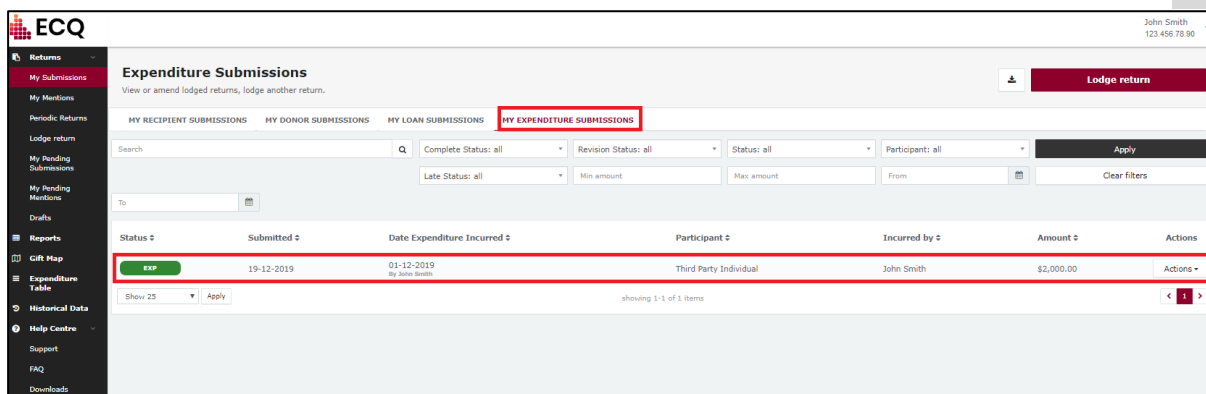 ECQ
John Smith
123.456.78.90
Returns
My Submissions
My Mentions
Periodic Returns
Lodge return
My Pending
Submissions
My Pending
Mentions
Drafts
Reports
Gift Map
Expenditure
Table
Historical Data
Help Centre
Support
FAQ
Downloads
Expenditure Submissions
View or amend lodged returns, lodge another return.
Lodge return
MY RECIPIENT SUBMISSIONS MY DONOR SUBMISSIONS MY LOAN SUBMISSIONS MY EXPENDITURE SUBMISSIONS
Search Complete Status: all Revision Status: all Status: all Participant: all Apply
Late Status: all Min amount Max amount From Clear filters
To
Status Submitted Date Expenditure Incurred Participant Incurred by Amount Actions
EXP 19-12-2019 01-12-2019 Third Party Individual John Smith $2,000.00 Actions
By John Smith
Show 25 Apply showing 1-1 of 1 items < 1 >